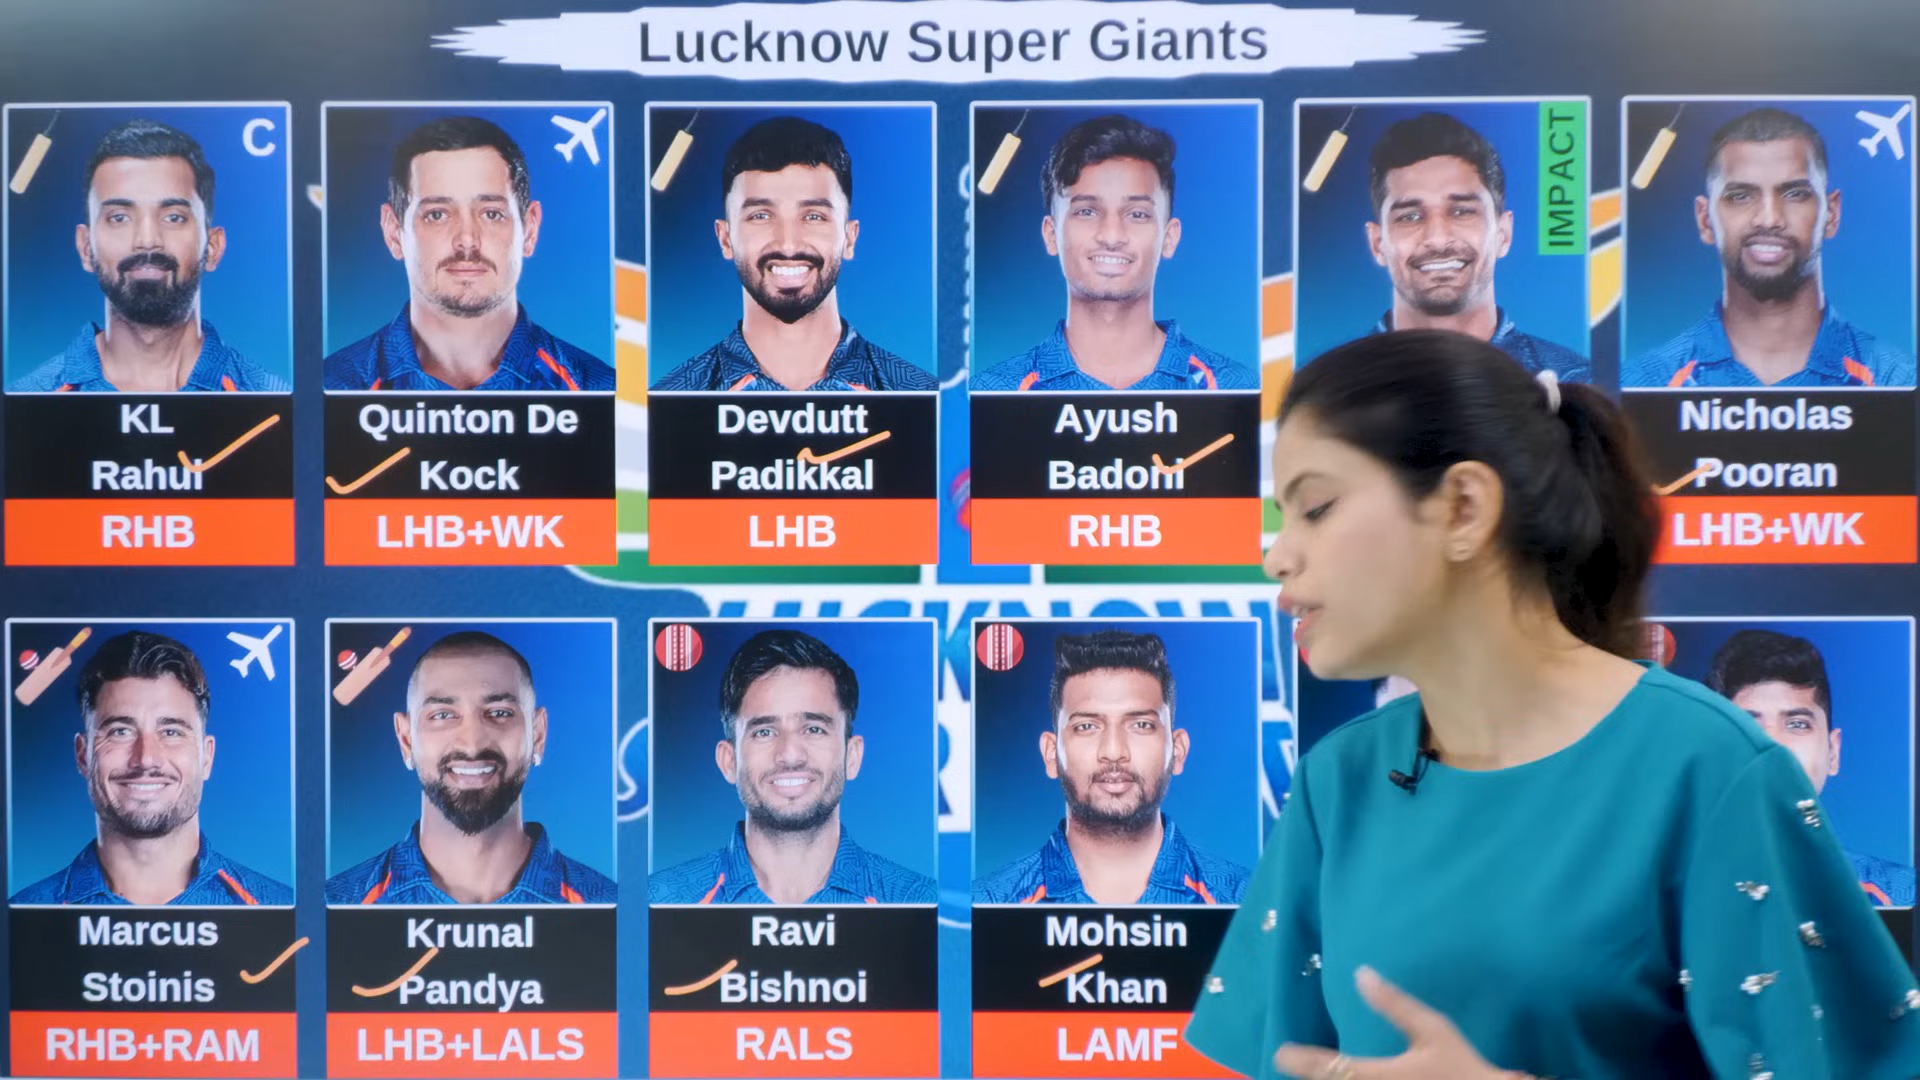 Lucknow Super Giants
C
IMPACT
KL
Rahul
RHB
Quinton De
Kock
LHB+WK
Devdutt
Padikkal
LHB
Ayush
Badoni
RHB
Nicholas
Pooran
LHB+WK
LUCKNOW
Marcus
Stoinis
RHB+RAM
Krunal
Pandya
LHB+LALS
Ravi
Bishnoi
RALS
Mohsin
Khan
LAMF